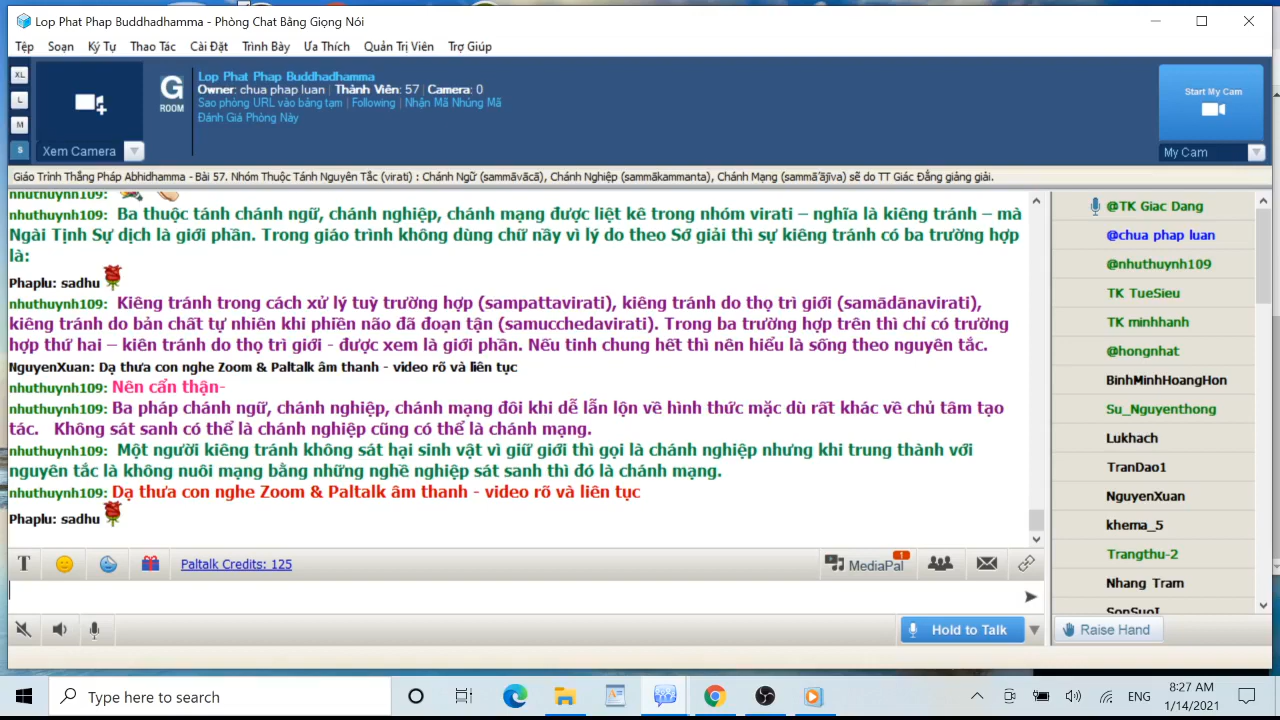 Lop Phat Phap Buddhadhamma - Phòng Chat Bằng Giọng Nói
Tệp Soạn Ký Tự Thao Tác Cài Đặt Trình Bày Ưa Thích Quản Trị Viên Trợ Giúp
XL
L
M
S
Xem Camera
G
ROOM
Lop Phat Phap Buddhadhamma
Owner: chua phap luan | Thành Viên: 57 | Camera: 0
Sao phòng URL vào bảng tạm | Following | Nhận Mã Nhúng Mã
Đánh Giá Phòng Này
Start My Cam
My Cam
Giáo Trình Thắng Pháp Abhidhamma - Bài 57. Nhóm Thuộc Tánh Nguyên Tắc (virati) : Chánh Ngữ (sammāvācā), Chánh Nghiệp (sammākammanta), Chánh Mạng (sammā'ājīva) sẽ do TT Giác Đẳng giảng giải.
nhuthuynh109:
nhuthuynh109: Ba thuộc tánh chánh ngữ, chánh nghiệp, chánh mạng được liệt kê trong nhóm virati – nghĩa là kiêng tránh – mà
Ngài Tịnh Sự dịch là giới phần. Trong giáo trình không dùng chữ nầy vì lý do theo Sớ giải thì sự kiêng tránh có ba trường hợp
là:
Phaplu: sadhu
nhuthuynh109: Kiêng tránh trong cách xử lý tuỳ trường hợp (sampattavirati), kiêng tránh do thọ trì giới (samādānavirati),
kiêng tránh do bản chất tự nhiên khi phiền não đã đoạn tận (samucchedavirati). Trong ba trường hợp trên thì chỉ có trường
hợp thứ hai – kiên tránh do thọ trì giới - được xem là giới phần. Nếu tính chung hết thì nên hiểu là sống theo nguyên tắc.
NguyenXuan: Dạ thưa con nghe Zoom & Paltalk âm thanh - video rõ và liên tục
nhuthuynh109: Nên cẩn thận-
nhuthuynh109: Ba pháp chánh ngữ, chánh nghiệp, chánh mạng đôi khi dễ lẫn lộn về hình thức mặc dù rất khác về chủ tâm tạo
tác. Không sát sanh có thể là chánh nghiệp cũng có thể là chánh mạng.
nhuthuynh109: Một người kiêng tránh không sát hại sinh vật vì giữ giới thì gọi là chánh nghiệp nhưng khi trung thành với
nguyên tắc là không nuôi mạng bằng những nghề nghiệp sát sanh thì đó là chánh mạng.
nhuthuynh109: Dạ thưa con nghe Zoom & Paltalk âm thanh - video rõ và liên tục
Phaplu: sadhu
@TK Giac Dang
@chua phap luan
@nhuthuynh109
TK TueSieu
TK minhhanh
@hongnhat
BinhMinhHoangHon
Su_Nguyenthong
Lukhach
TranDao1
NguyenXuan
khema_5
Trangthu-2
Nhang Tram
SonSuoI
T
Paltalk Credits: 125
MediaPal
1
Hold to Talk
Raise Hand
Type here to search
ENG
8:27 AM
1/14/2021